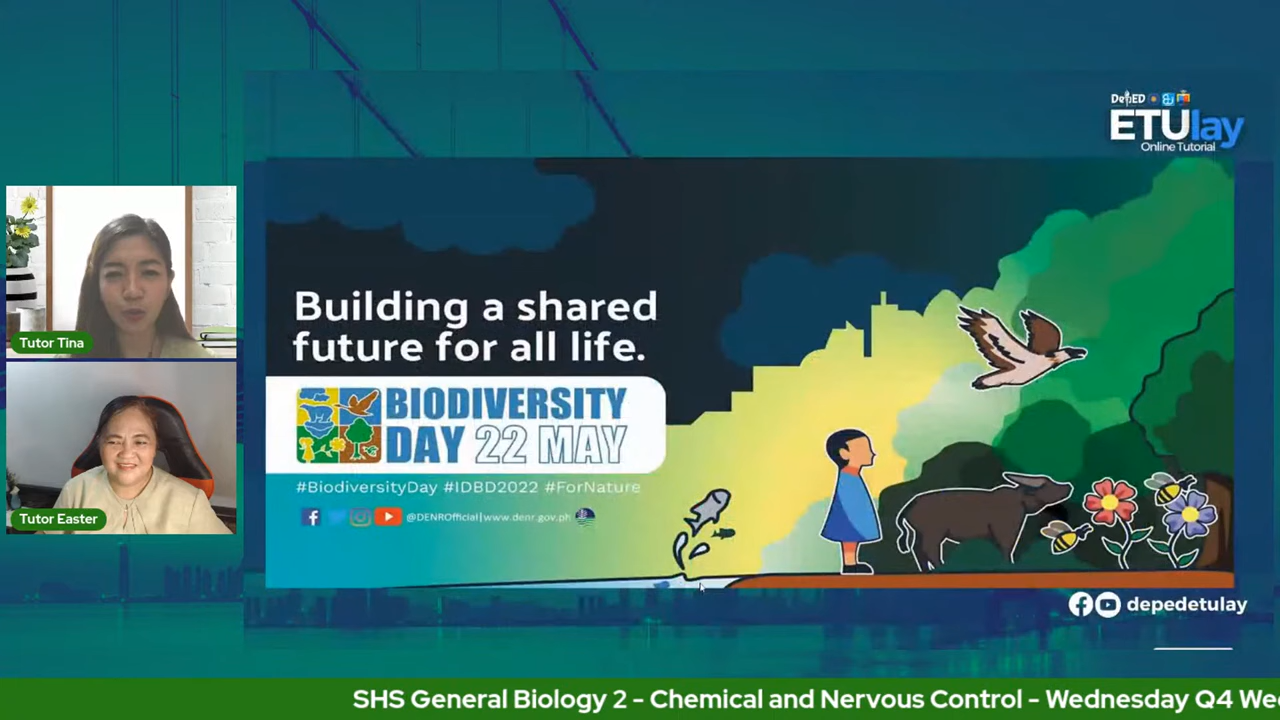 DepED
ETUlay
Online Tutorial
Building a shared
future for all life.
BIODIVERSITY
DAY 22 MAY
#BiodiversityDay #IDBD2022 #ForNature
@DENROfficial|www.denr.gov.ph
Tutor Tina
Tutor Easter
depedetulay
SHS General Biology 2 - Chemical and Nervous Control - Wednesday Q4 Wee